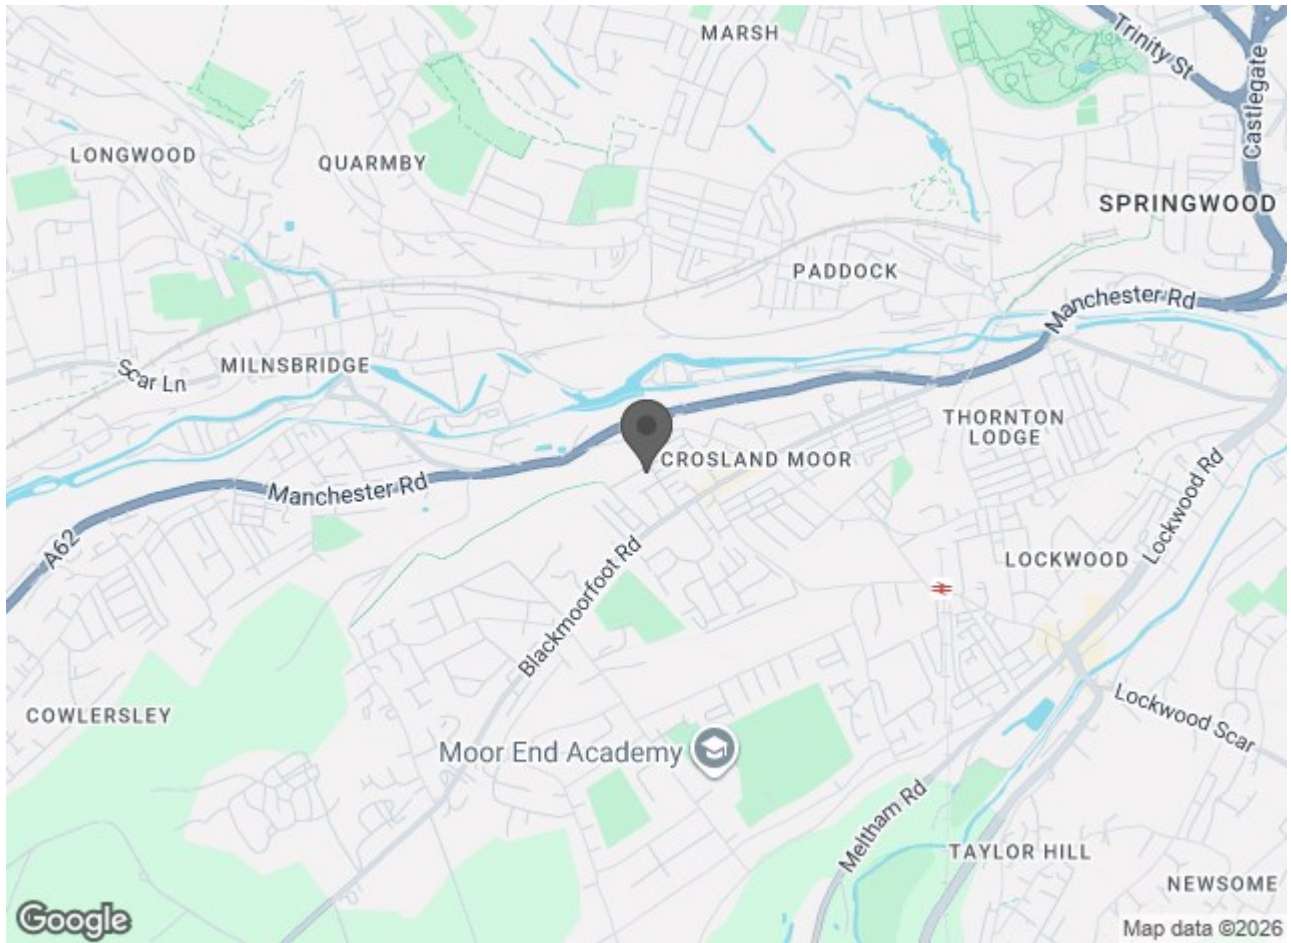 MARSH
Trinity St
Castlegate
LONGWOOD
QUARMBY
SPRINGWOOD
PADDOCK
Manchester Rd
MILNSBRIDGE
Scar Ln
THORNTON
LODGE
CROSLAND MOOR
Manchester Rd
Lockwood Rd
A62
LOCKWOOD
Blackmoorfoot Rd
COWLERSLEY
Lockwood Scar
Moor End Academy
Meltham Rd
TAYLOR HILL
NEWSOME
Google
Map data ©2026